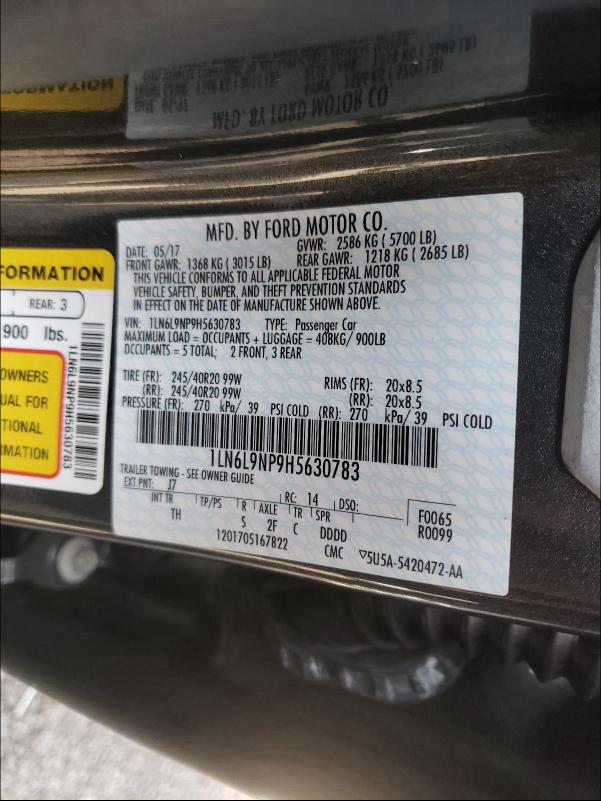 MFD. BY FORD MOTOR CO.
DATE: 05/17 GVWR: 2586 KG ( 5700 LB)
FRONT GAWR: 1368 KG ( 3015 LB) REAR GAWR: 1218 KG ( 2685 LB)
THIS VEHICLE CONFORMS TO ALL APPLICABLE FEDERAL MOTOR
VEHICLE SAFETY, BUMPER, AND THEFT PREVENTION STANDARDS
IN EFFECT ON THE DATE OF MANUFACTURE SHOWN ABOVE.
VIN: 1LN6L9NP9H5630783 TYPE: Passenger Car
MAXIMUM LOAD = OCCUPANTS + LUGGAGE = 408KG/ 900LB
OCCUPANTS = 5 TOTAL; 2 FRONT, 3 REAR
TIRE (FR): 245/40R20 99W RIMS (FR): 20x8.5
(RR): 245/40R20 99W (RR): 20x8.5
PRESSURE (FR): 270 kPa/ 39 PSI COLD (RR): 270 kPa/ 39 PSI COLD
1LN6L9NP9H5630783
TRAILER TOWING - SEE OWNER GUIDE
EXT PNT: J7 RC: 14 DSO:
INT TR TP/PS R AXLE TR SPR F0065
TH S 2F C DDDD R0099
1201705167822 CMC ▽5U5A-5420472-AA
FORMATION
REAR: 3
900 lbs.
OWNERS
UAL FOR
TIONAL
RMATION
1LN6L9NP9H5630783